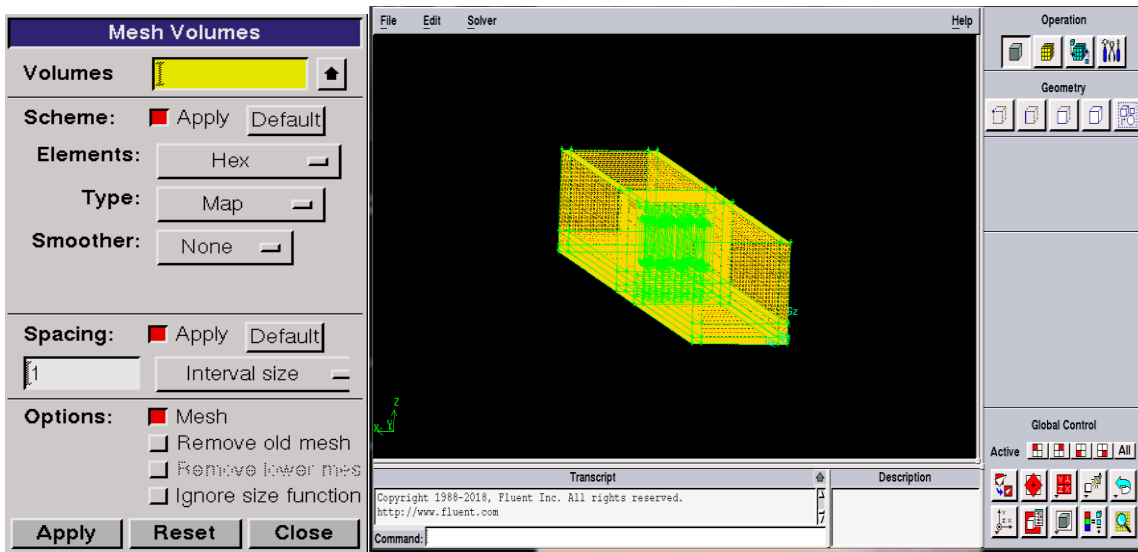 Mesh Volumes
Volumes
Scheme: Apply Default
Elements: Hex
Type: Map
Smoother: None
Spacing: Apply Default
1 Interval size
Options: Mesh
Remove old mesh
Remove lower mes
Ignore size function
Apply Reset Close
File Edit Solver Help
Gz
Z
X Y
Transcript
Copyright 1988-2018, Fluent Inc. All rights reserved.
http://www.fluent.com
Command:
Description
Operation
Geometry
Global Control
Active All